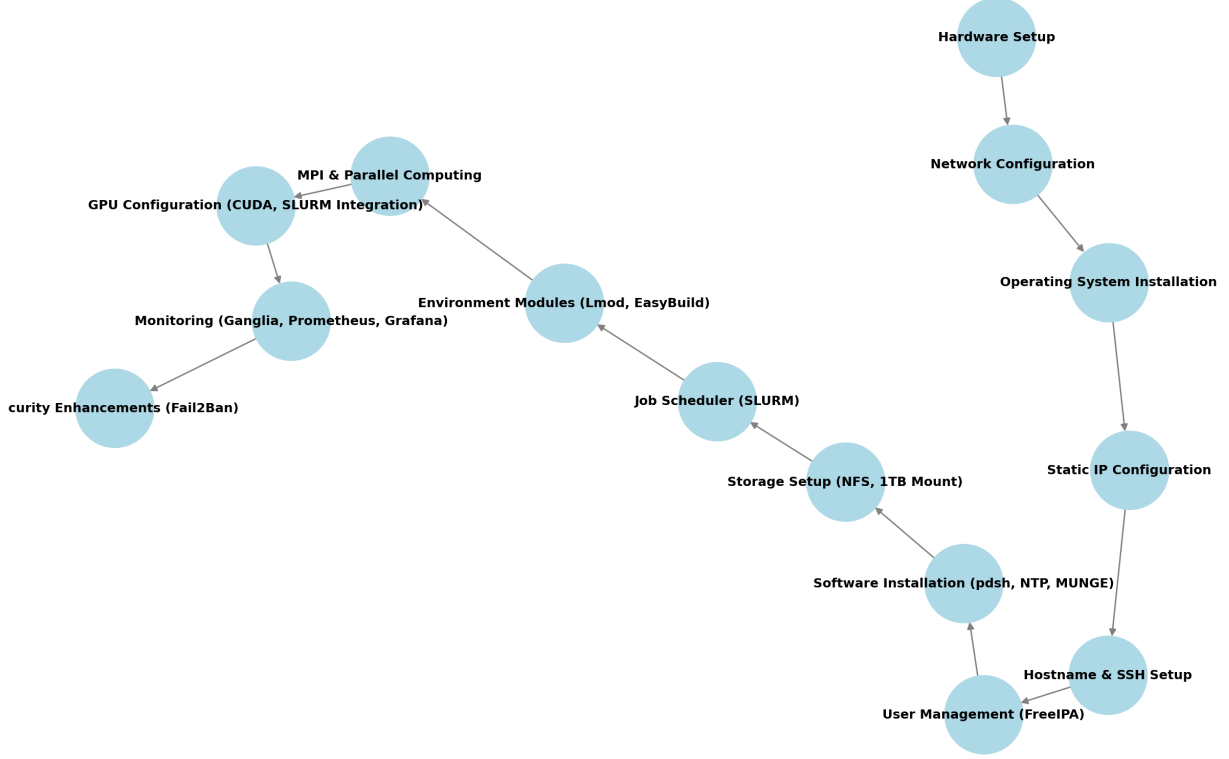 Hardware Setup
Network Configuration
MPI & Parallel Computing
GPU Configuration (CUDA, SLURM Integration)
Operating System Installation
Environment Modules (Lmod, EasyBuild)
Monitoring (Ganglia, Prometheus, Grafana)
Job Scheduler (SLURM)
curity Enhancements (Fail2Ban)
Static IP Configuration
Storage Setup (NFS, 1TB Mount)
Software Installation (pdsh, NTP, MUNGE)
Hostname & SSH Setup
User Management (FreeIPA)